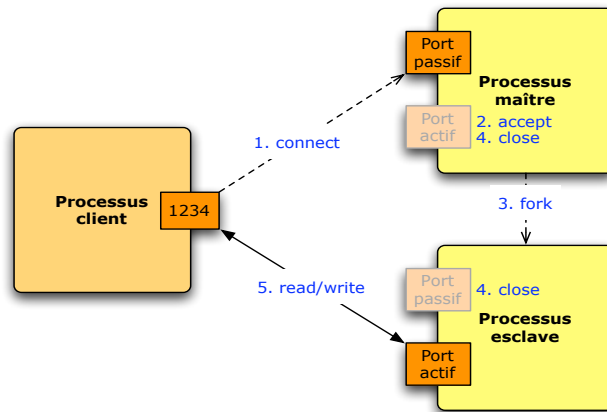 Port
passif
Processus
maître
Port
actif
2. accept
4. close
1. connect
Processus
client
1234
3. fork
5. read/write
Port
passif
4. close
Processus
esclave
Port
actif